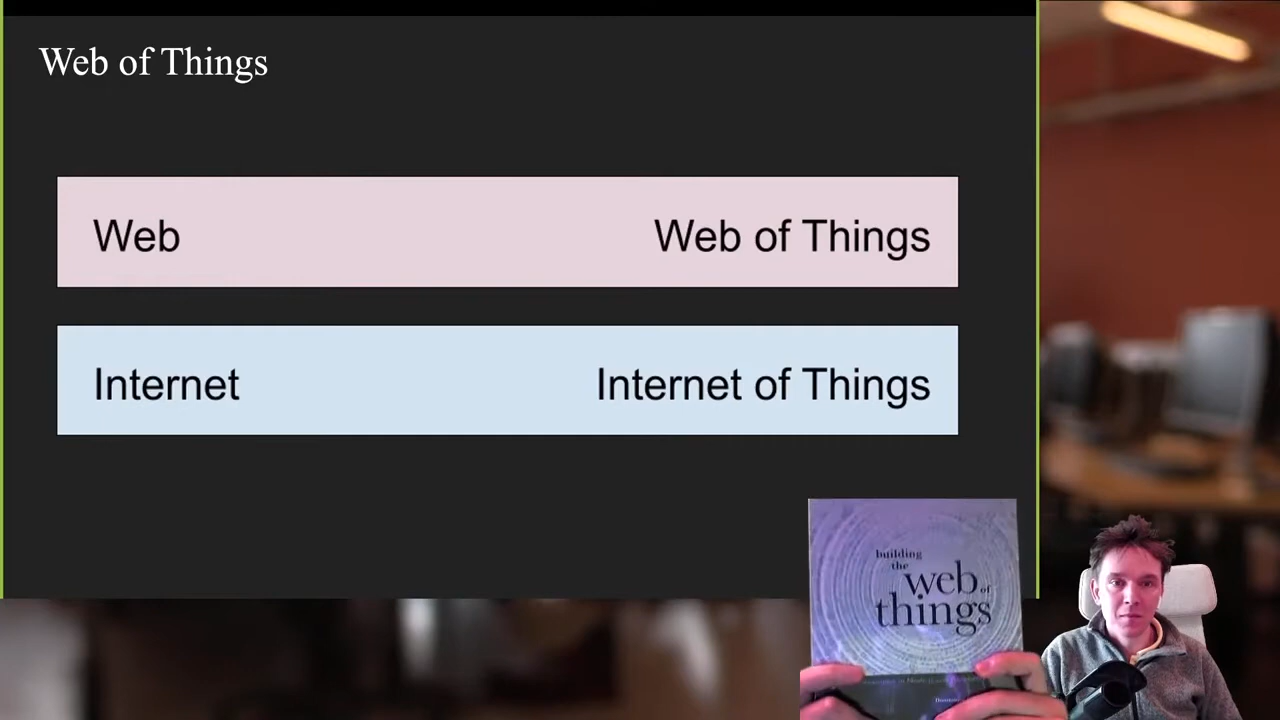 Web of Things
Web Web of Things
Internet Internet of Things
building
the
web of
things